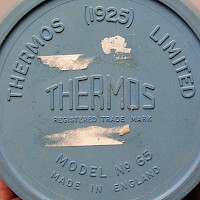 THERMOS (1925) LIMITED
THERMOS
REGISTERED TRADE MARK
MODEL Nº 65
MADE IN ENGLAND